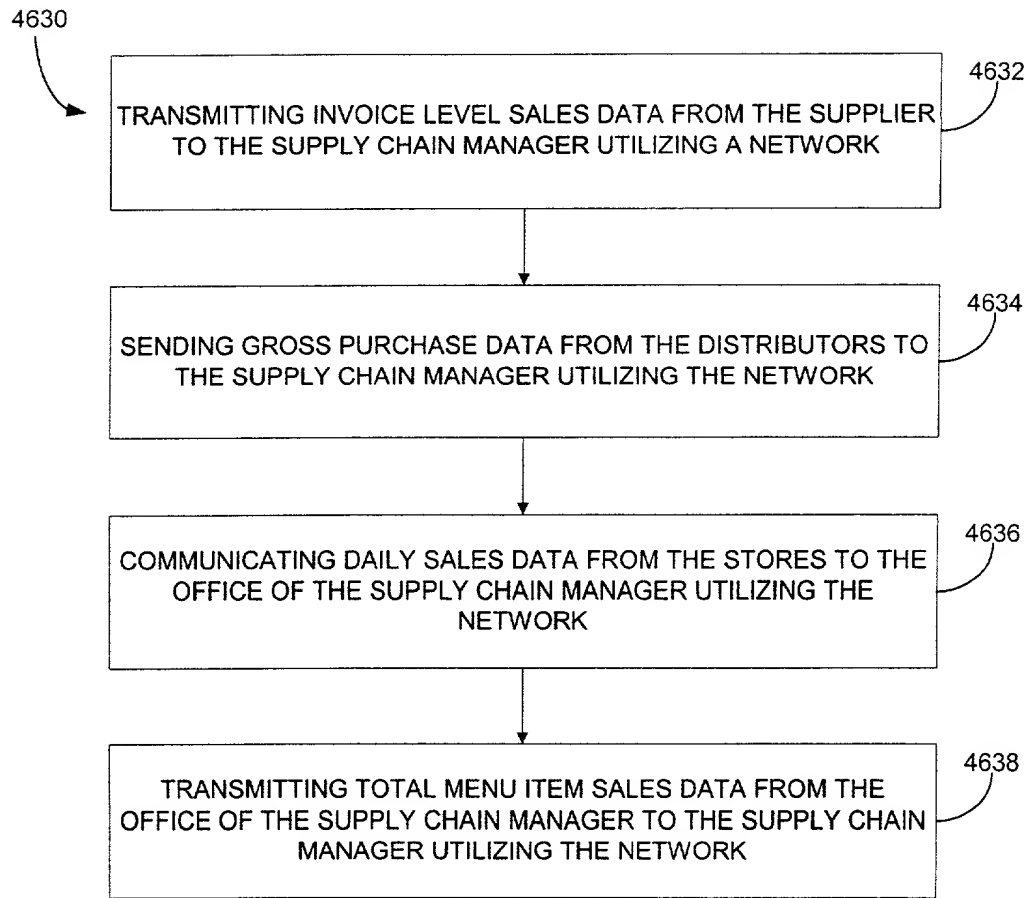 4630
4632
TRANSMITTING INVOICE LEVEL SALES DATA FROM THE SUPPLIER
TO THE SUPPLY CHAIN MANAGER UTILIZING A NETWORK
4634
SENDING GROSS PURCHASE DATA FROM THE DISTRIBUTORS TO
THE SUPPLY CHAIN MANAGER UTILIZING THE NETWORK
4636
COMMUNICATING DAILY SALES DATA FROM THE STORES TO THE
OFFICE OF THE SUPPLY CHAIN MANAGER UTILIZING THE
NETWORK
4638
TRANSMITTING TOTAL MENU ITEM SALES DATA FROM THE
OFFICE OF THE SUPPLY CHAIN MANAGER TO THE SUPPLY CHAIN
MANAGER UTILIZING THE NETWORK